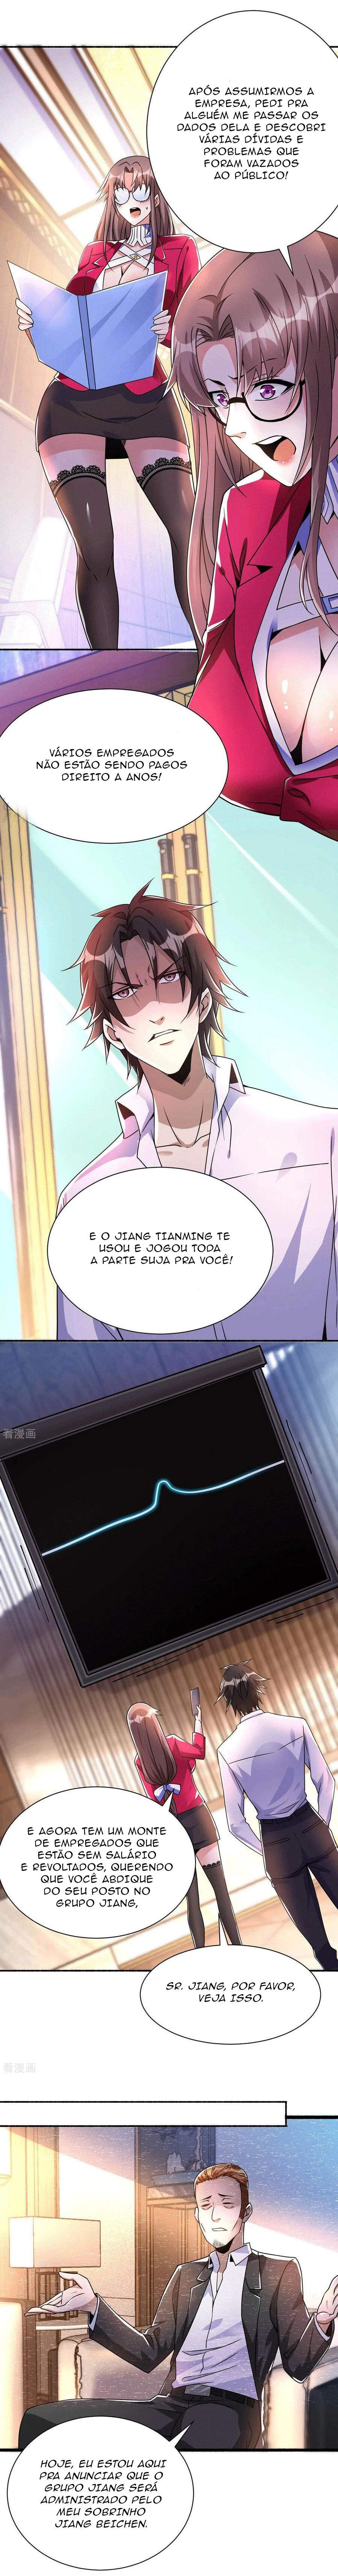 APÓS ASSUMIRMOS A
EMPRESA, PEDI PRA
ALGUÉM ME PASSAR OS
DADOS DELA E DESCOBRI
VÁRIAS DÍVIDAS E
PROBLEMAS QUE
FORAM VAZADOS
AO PÚBLICO!
VÁRIOS EMPREGADOS
NÃO ESTÃO SENDO PAGOS
DIREITO A ANOS!
E O JIANG TIANMING TE
USOU E JOGOU TODA
A PARTE SUJA PRA VOCÊ!
看漫画
E AGORA TEM UM MONTE
DE EMPREGADOS QUE
ESTÃO SEM SALÁRIO
E REVOLTADOS, QUERENDO
QUE VOCÊ ABDIQUE
DO SEU POSTO NO
GRUPO JIANG,
SR. JIANG, POR FAVOR,
VEJA ISSO.
看漫画
HOJE, EU ESTOU AQUI
PRA ANUNCIAR QUE O
GRUPO JIANG SERÁ
ADMINISTRADO PELO
MEU SOBRINHO
JIANG BEICHEN.